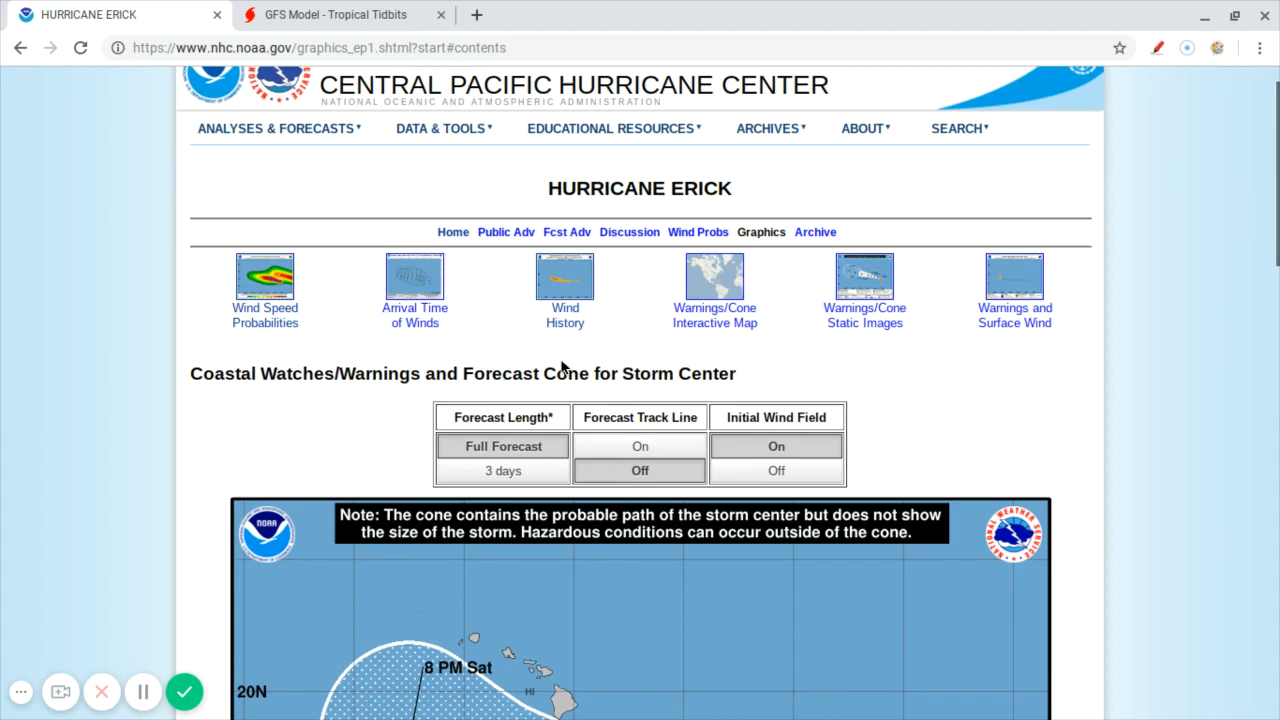 HURRICANE ERICK
GFS Model - Tropical Tidbits
https://www.nhc.noaa.gov/graphics_ep1.shtml?start#contents
CENTRAL PACIFIC HURRICANE CENTER
NATIONAL OCEANIC AND ATMOSPHERIC ADMINISTRATION
ANALYSES & FORECASTS DATA & TOOLS EDUCATIONAL RESOURCES ARCHIVES ABOUT SEARCH
HURRICANE ERICK
Home Public Adv Fcst Adv Discussion Wind Probs Graphics Archive
Wind Speed
Probabilities
Arrival Time
of Winds
Wind
History
Warnings/Cone
Interactive Map
Warnings/Cone
Static Images
Warnings and
Surface Wind
Coastal Watches/Warnings and Forecast Cone for Storm Center
Forecast Length* Forecast Track Line Initial Wind Field
Full Forecast On On
3 days Off Off
Note: The cone contains the probable path of the storm center but does not show
the size of the storm. Hazardous conditions can occur outside of the cone.
NOAA
8 PM Sat
20N
HI